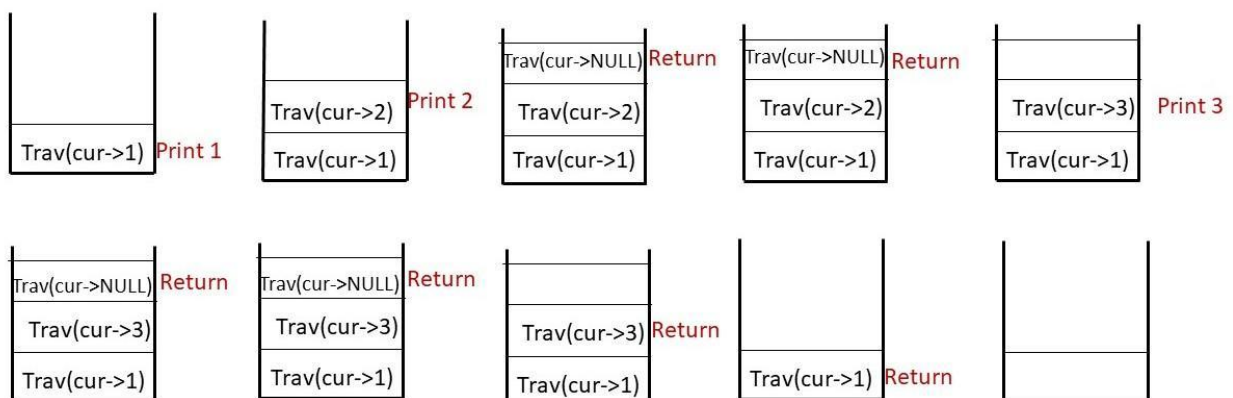 Trav(cur->1) Print 1
Trav(cur->2) Print 2
Trav(cur->1)
Trav(cur->NULL) Return
Trav(cur->2)
Trav(cur->1)
Trav(cur->NULL) Return
Trav(cur->2)
Trav(cur->1)
Trav(cur->3) Print 3
Trav(cur->1)
Trav(cur->NULL) Return
Trav(cur->3)
Trav(cur->1)
Trav(cur->NULL) Return
Trav(cur->3)
Trav(cur->1)
Trav(cur->3) Return
Trav(cur->1)
Trav(cur->1) Return